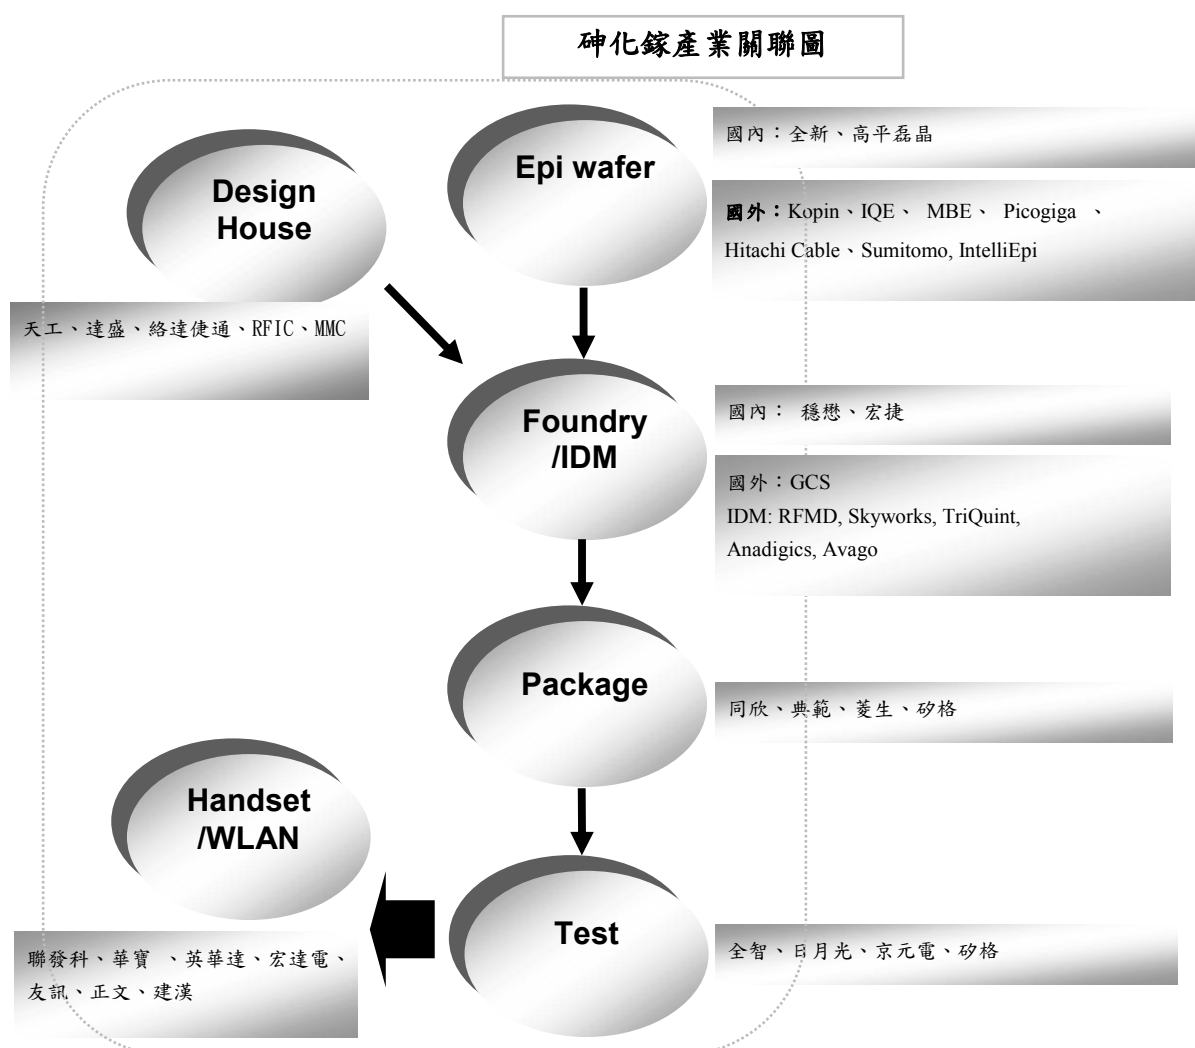 砷化鎵產業關聯圖
Design
House
天工、達盛、絡達倢通、RFIC、MMC
Epi wafer
國內：全新、高平磊晶
國外：Kopin、IQE、 MBE、 Picogiga 、
Hitachi Cable、Sumitomo, IntelliEpi
Foundry
/IDM
國內： 穩懋、宏捷
國外：GCS
IDM: RFMD, Skyworks, TriQuint,
Anadigics, Avago
Package
同欣、典範、菱生、矽格
Test
全智、日月光、京元電、矽格
Handset
/WLAN
聯發科、華寶 、英華達、宏達電、
友訊、正文、建漢